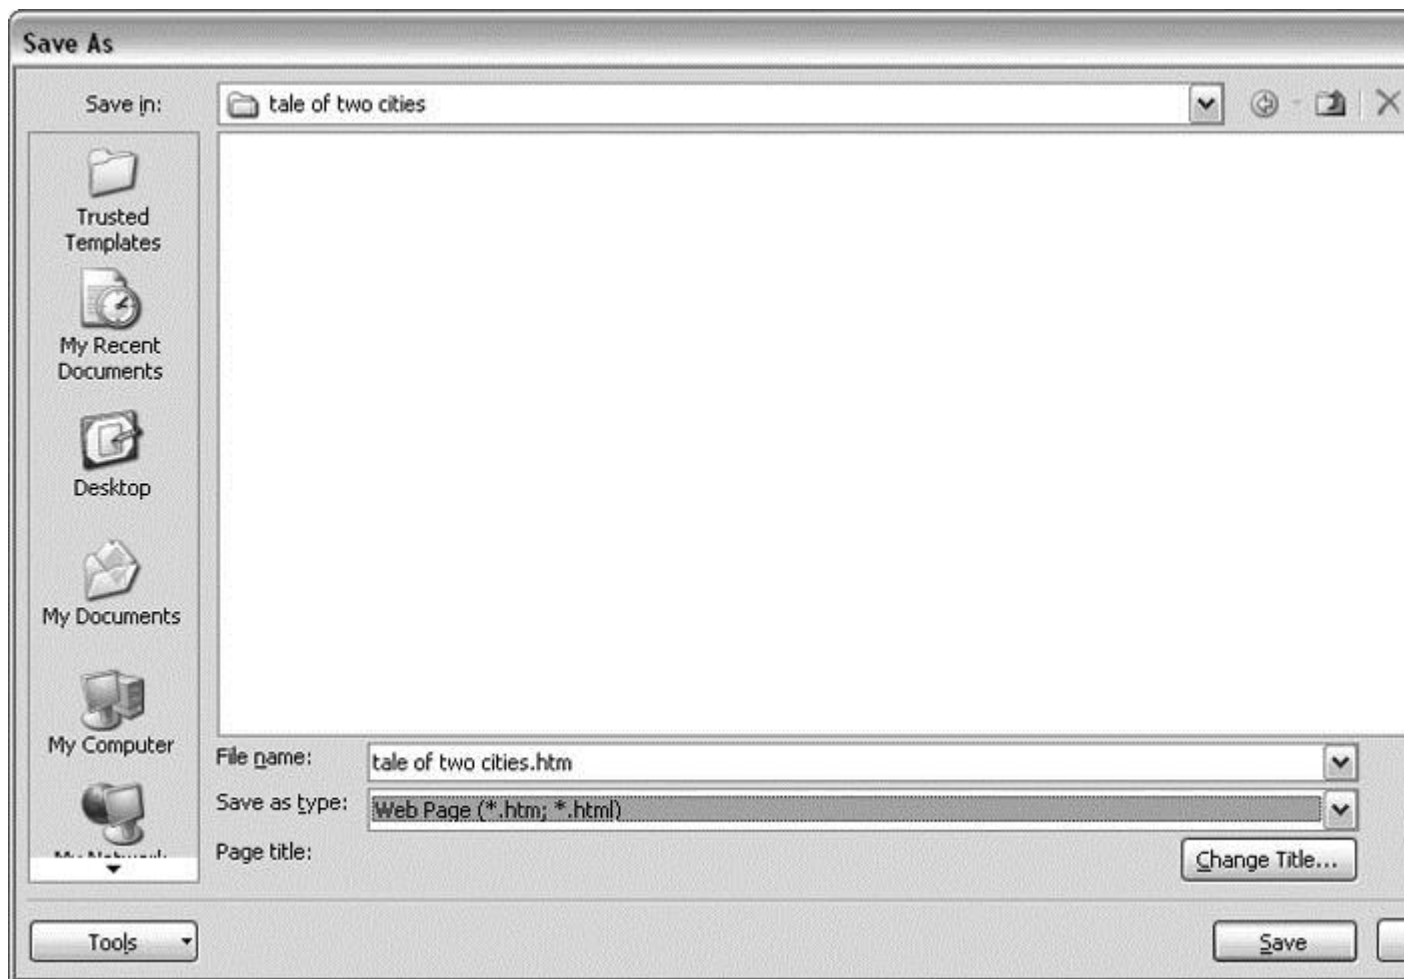 Save As
Save in:
tale of two cities
Trusted
Templates
My Recent
Documents
Desktop
My Documents
My Computer
File name:
tale of two cities.htm
Save as type:
Web Page (*.htm; *.html)
Page title:
Change Title...
Tools
Save